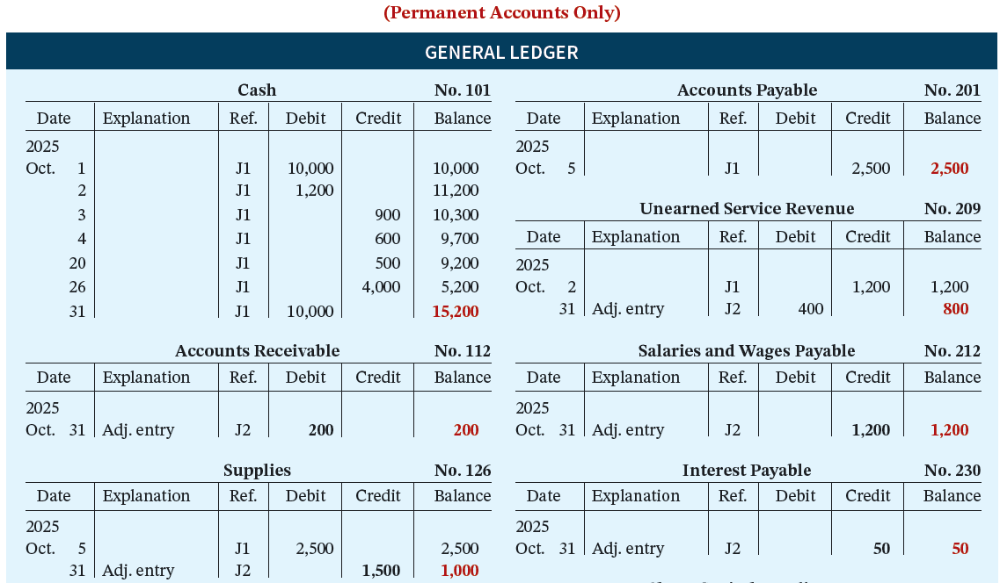 (Permanent Accounts Only)
GENERAL LEDGER
Cash No. 101
Date Explanation Ref. Debit Credit Balance
2025
Oct. 1 J1 10,000 10,000
2 J1 1,200 11,200
3 J1 900 10,300
4 J1 600 9,700
20 J1 500 9,200
26 J1 4,000 5,200
31 J1 10,000 15,200
Accounts Receivable No. 112
Date Explanation Ref. Debit Credit Balance
2025
Oct. 31 Adj. entry J2 200 200
Supplies No. 126
Date Explanation Ref. Debit Credit Balance
2025
Oct. 5 J1 2,500 2,500
31 Adj. entry J2 1,500 1,000
Accounts Payable No. 201
Date Explanation Ref. Debit Credit Balance
2025
Oct. 5 J1 2,500 2,500
Unearned Service Revenue No. 209
Date Explanation Ref. Debit Credit Balance
2025
Oct. 2 J1 1,200 1,200
31 Adj. entry J2 400 800
Salaries and Wages Payable No. 212
Date Explanation Ref. Debit Credit Balance
2025
Oct. 31 Adj. entry J2 1,200 1,200
Interest Payable No. 230
Date Explanation Ref. Debit Credit Balance
2025
Oct. 31 Adj. entry J2 50 50